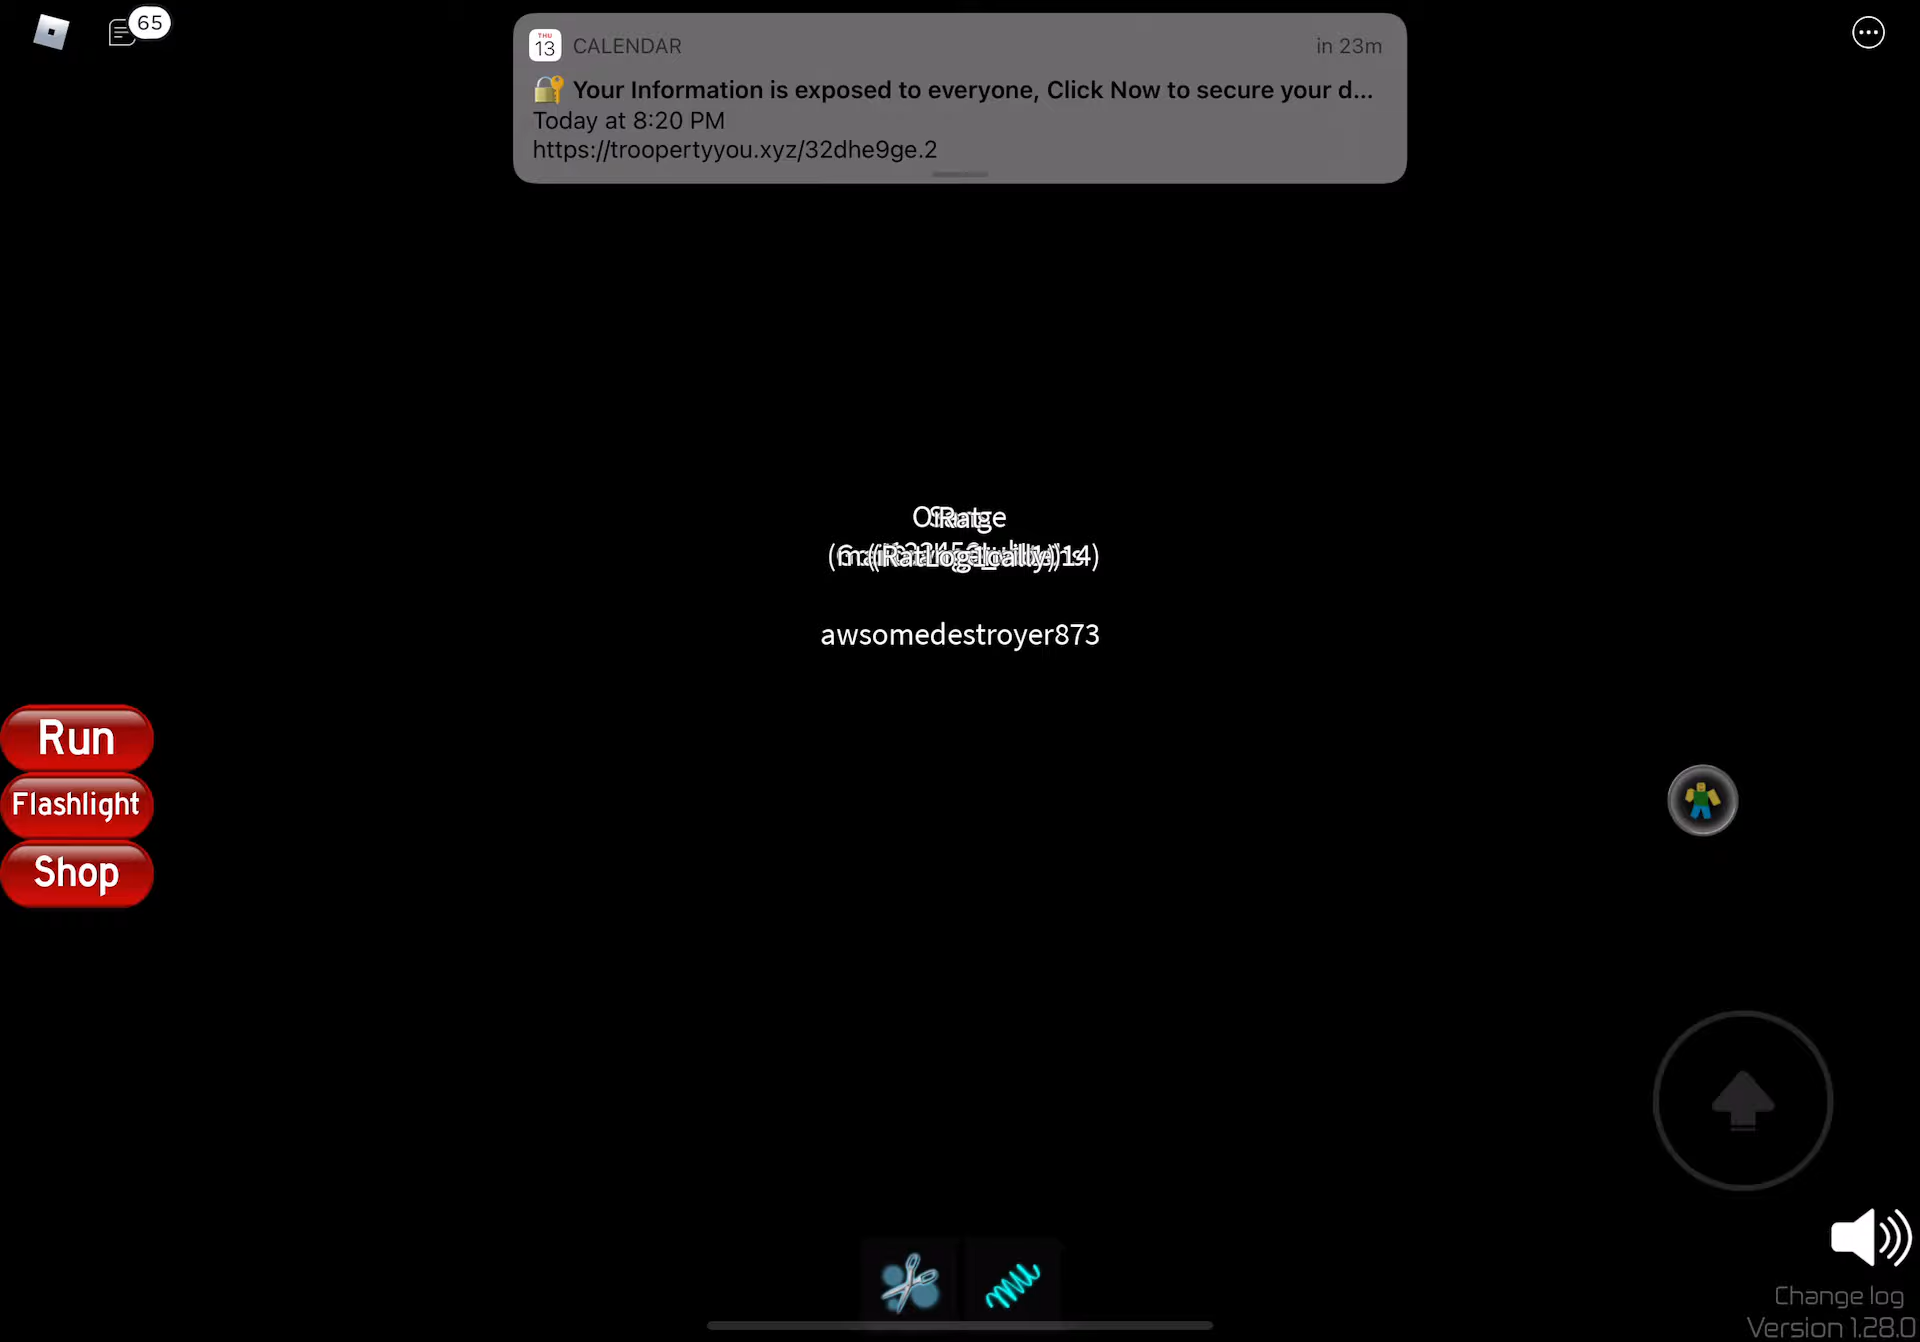 65
THU
13
CALENDAR
in 23m
Your Information is exposed to everyone, Click Now to secure your d...
Today at 8:20 PM
https://troopertyyou.xyz/32dhe9ge.2
awsomedestroyer873
Run
Flashlight
Shop
Change log
Version 1.28.0